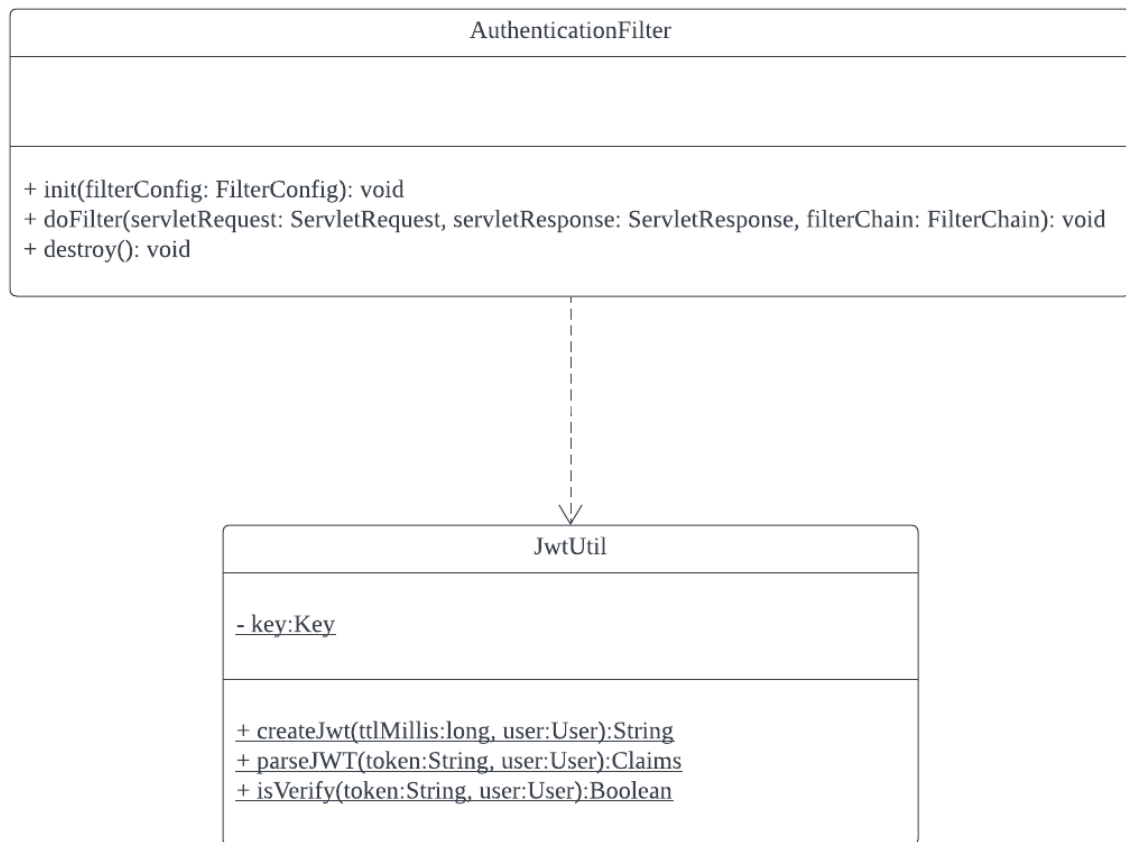 AuthenticationFilter
+ init(filterConfig: FilterConfig): void
+ doFilter(servletRequest: ServletRequest, servletResponse: ServletResponse, filterChain: FilterChain): void
+ destroy(): void
JwtUtil
- key:Key
+ createJwt(ttlMillis:long, user:User):String
+ parseJWT(token:String, user:User):Claims
+ isVerify(token:String, user:User):Boolean